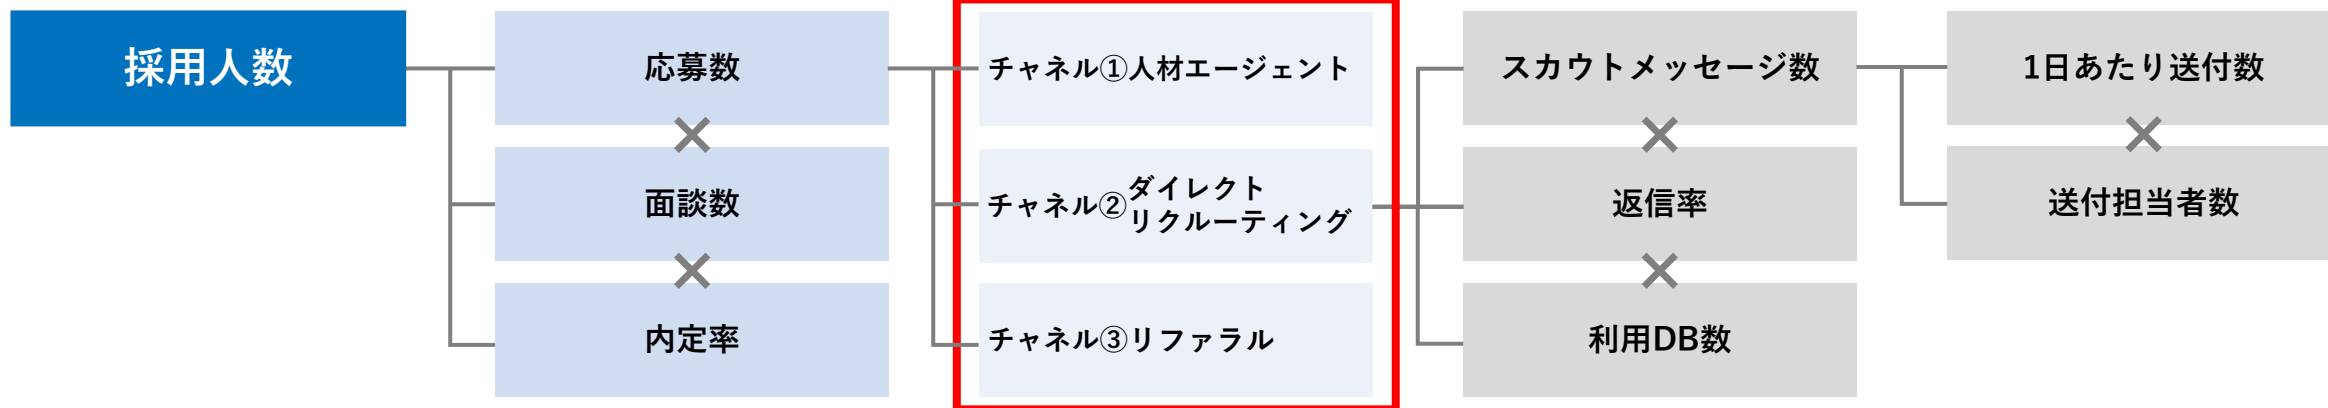 採用人数
応募数
×
面談数
×
内定率
チャネル①人材エージェント
チャネル②ダイレクト
リクルーティング
チャネル③リファラル
スカウトメッセージ数
×
返信率
×
利用DB数
1日あたり送付数
×
送付担当者数